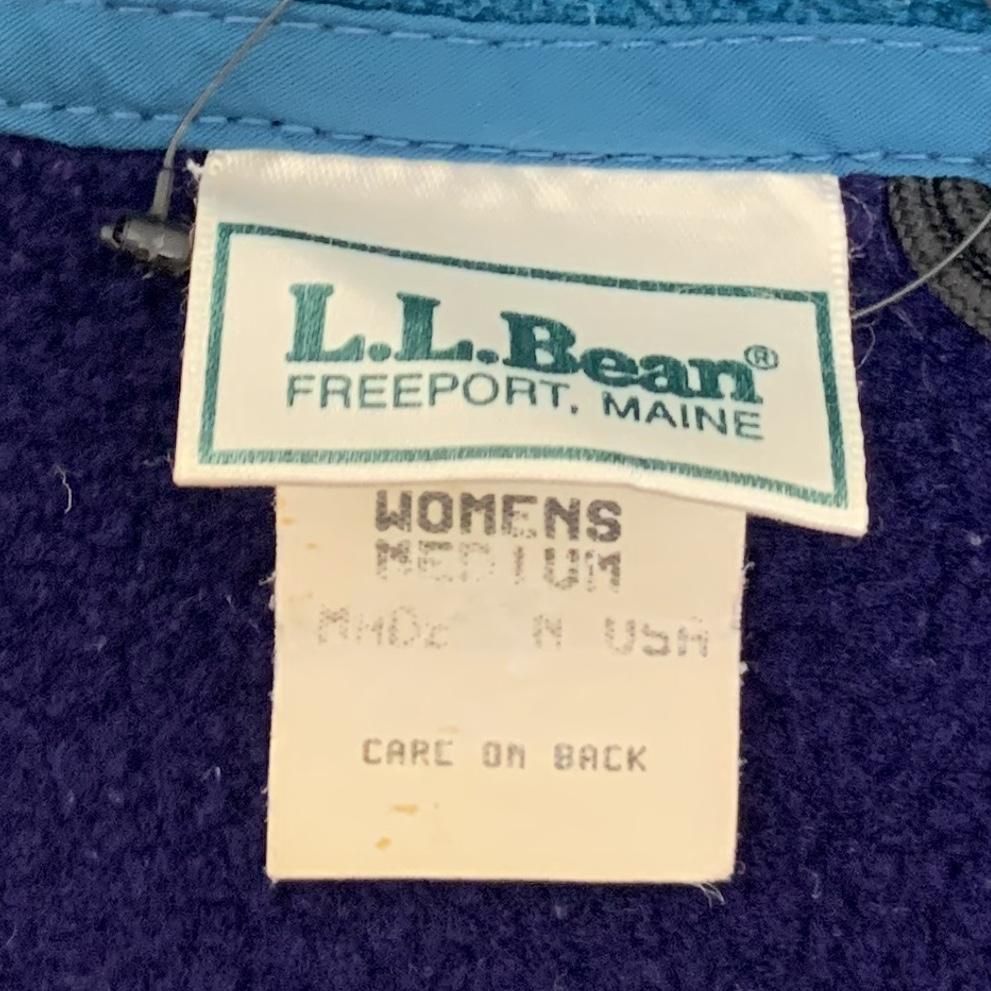 L.L.Bean®
FREEPORT, MAINE
WOMENS
MEDIUM
USA
CARE ON BACK